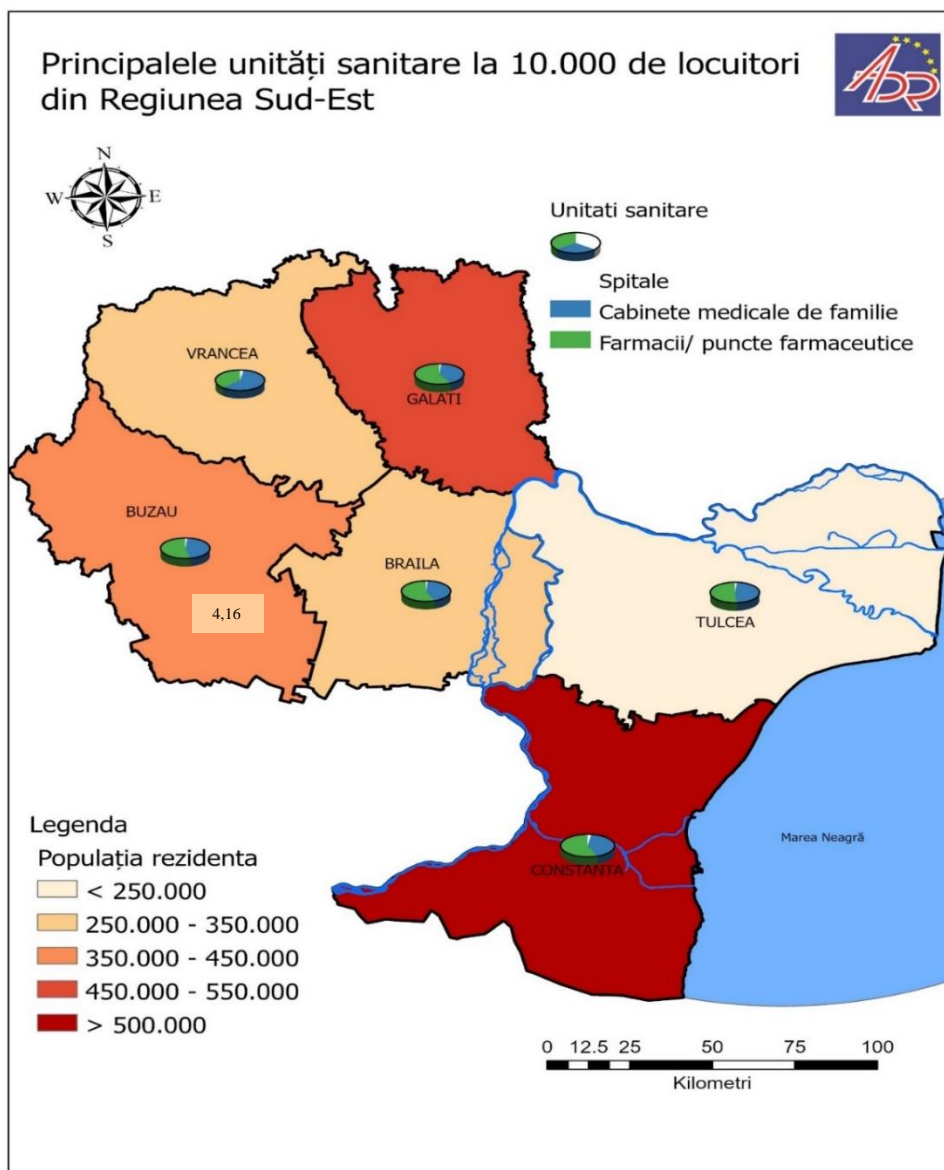 Principalele unități sanitare la 10.000 de locuitori
din Regiunea Sud-Est
ADR
N
W
E
S
Unitati sanitare
Spitale
Cabinete medicale de familie
Farmacii/ puncte farmaceutice
VRANCEA
GALATI
BUZAU
BRAILA
4,16
TULCEA
CONSTANTA
Marea Neagră
Legenda
Populația rezidenta
< 250.000
250.000 - 350.000
350.000 - 450.000
450.000 - 550.000
> 500.000
0 12.5 25 50 75 100
Kilometri